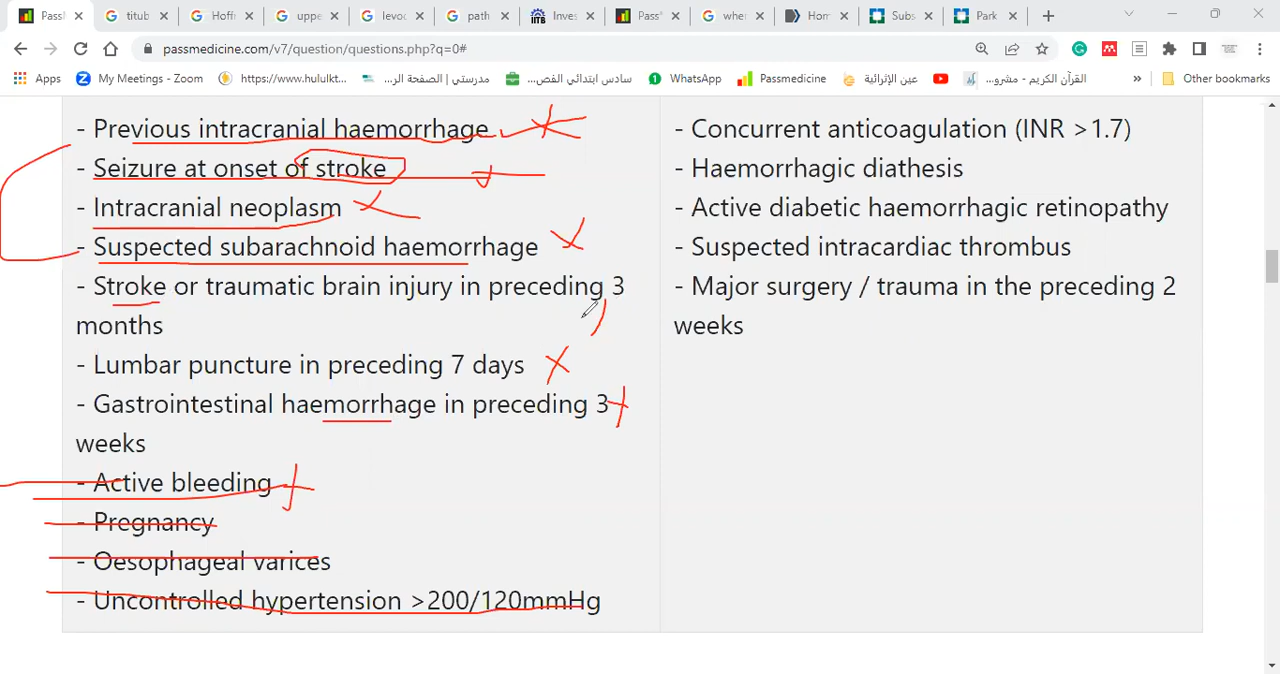 Pass!
titub
Hoffr
uppe
levoc
path
IITB Inves
Pass*
wher
Hom
Subs
Park
passmedicine.com/v7/question/questions.php?q=0#
Apps
My Meetings - Zoom
https://www.hululkt...
مدرستي | الصفحة الر...
سادس ابتدائي الفص...
WhatsApp
Passmedicine
عين الإثرائية
القرآن الكريم - مشرو...
»
Other bookmarks
- Previous intracranial haemorrhage
- Seizure at onset of stroke
- Intracranial neoplasm
- Suspected subarachnoid haemorrhage
- Stroke or traumatic brain injury in preceding 3
months
- Lumbar puncture in preceding 7 days
- Gastrointestinal haemorrhage in preceding 3
weeks
- Active bleeding
- Pregnancy
- Oesophageal varices
- Uncontrolled hypertension >200/120mmHg
- Concurrent anticoagulation (INR >1.7)
- Haemorrhagic diathesis
- Active diabetic haemorrhagic retinopathy
- Suspected intracardiac thrombus
- Major surgery / trauma in the preceding 2
weeks